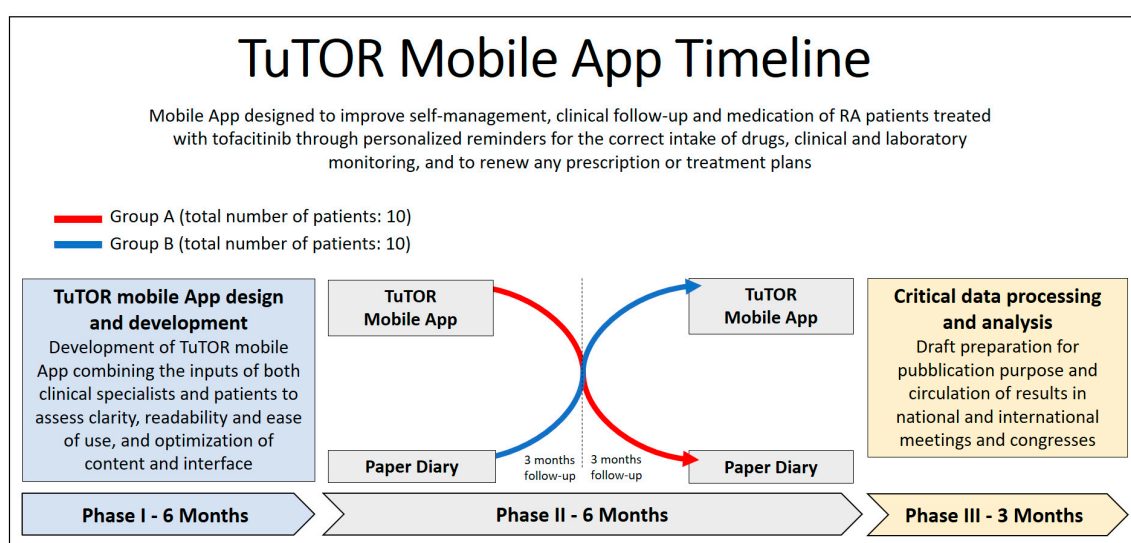 TuTOR Mobile App Timeline
Mobile App designed to improve self-management, clinical follow-up and medication of RA patients treated
with tofacitinib through personalized reminders for the correct intake of drugs, clinical and laboratory
monitoring, and to renew any prescription or treatment plans
Group A (total number of patients: 10)
Group B (total number of patients: 10)
TuTOR mobile App design
and development
Development of TuTOR mobile
App combining the inputs of both
clinical specialists and patients to
assess clarity, readability and ease
of use, and optimization of
content and interface
TuTOR
Mobile App
Paper Diary
3 months
follow-up
3 months
follow-up
TuTOR
Mobile App
Paper Diary
Critical data processing
and analysis
Draft preparation for
pubblication purpose and
circulation of results in
national and international
meetings and congresses
Phase I - 6 Months
Phase II - 6 Months
Phase III - 3 Months